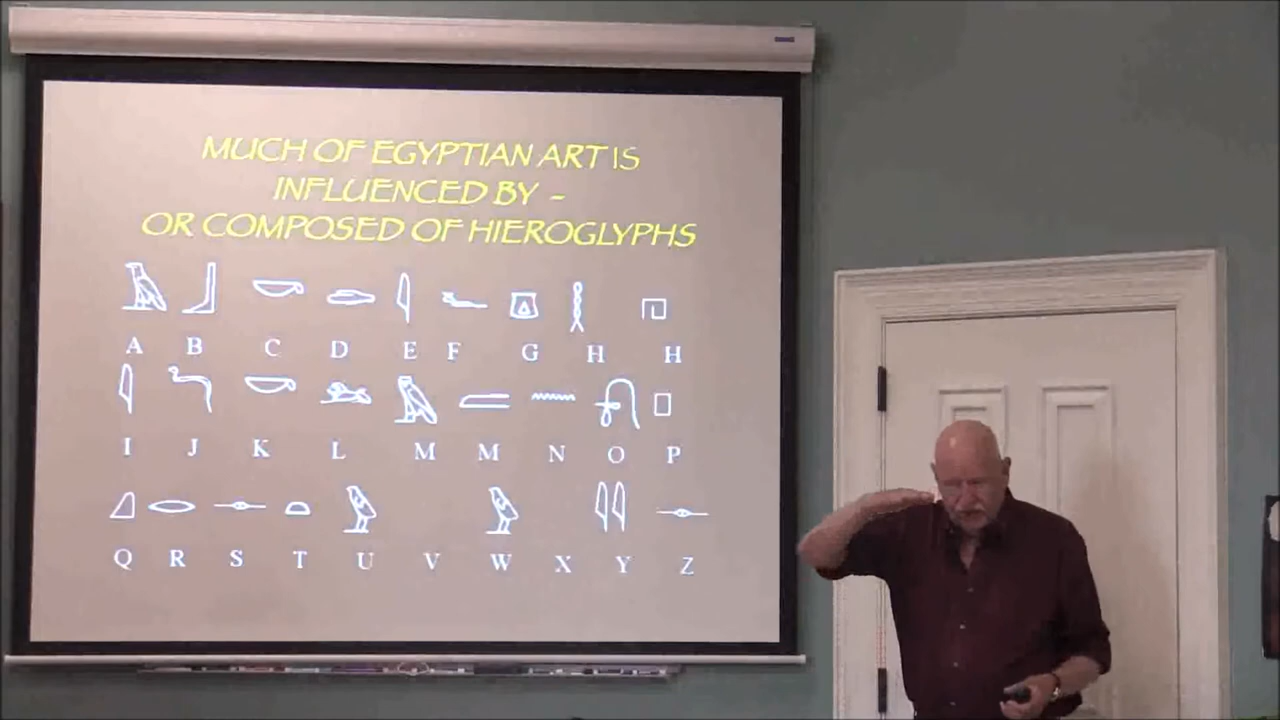 MUCH OF EGYPTIAN ART IS
INFLUENCED BY -
OR COMPOSED OF HIEROGLYPHS
A B C D E F G H H
I J K L M M N O P
Q R S T U V W X Y Z